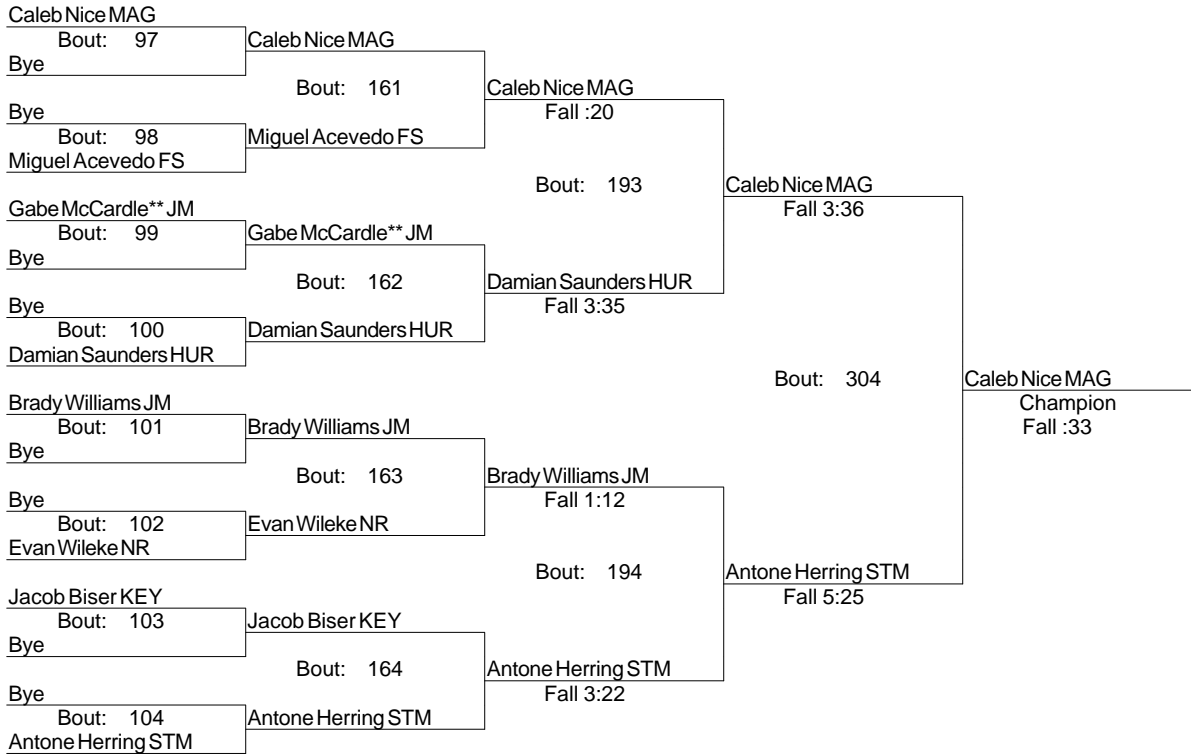 Caleb Nice MAG
Bout: 97
Caleb Nice MAG
Bye
Bout: 161
Caleb Nice MAG
Bye
Fall :20
Bout: 98
Miguel Acevedo FS
Miguel Acevedo FS
Bout: 193
Caleb Nice MAG
Gabe McCardle** JM
Fall 3:36
Bout: 99
Gabe McCardle** JM
Bye
Bout: 162
Damian Saunders HUR
Bye
Fall 3:35
Bout: 100
Damian Saunders HUR
Damian Saunders HUR
Bout: 304
Caleb Nice MAG
Brady Williams JM
Champion
Bout: 101
Brady Williams JM
Fall :33
Bye
Bout: 163
Brady Williams JM
Bye
Fall 1:12
Bout: 102
Evan Wileke NR
Evan Wileke NR
Bout: 194
Antone Herring STM
Jacob Biser KEY
Fall 5:25
Bout: 103
Jacob Biser KEY
Bye
Bout: 164
Antone Herring STM
Bye
Fall 3:22
Bout: 104
Antone Herring STM
Antone Herring STM